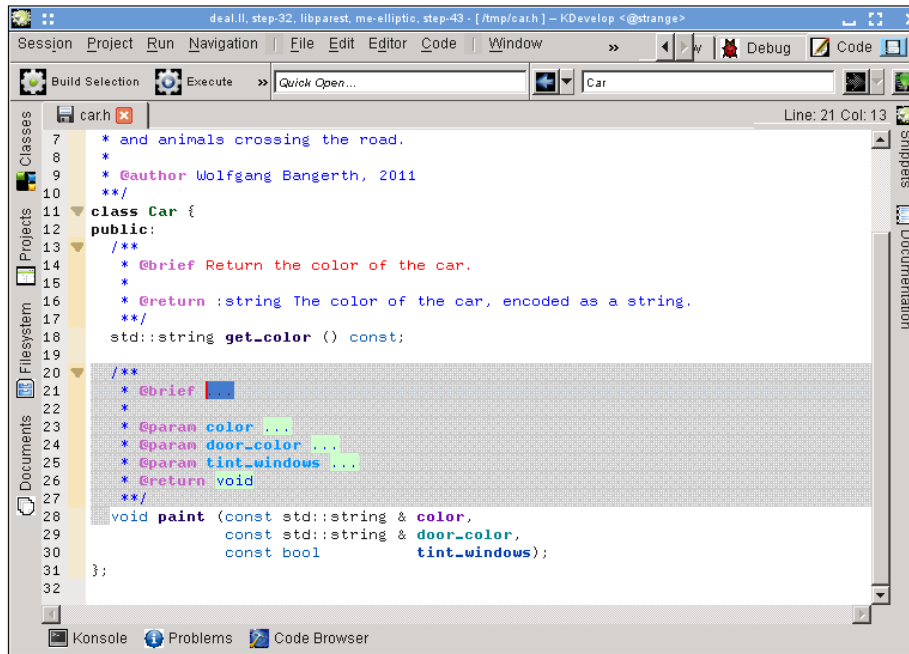 deal.II, step-32, libparest, me-elliptic, step-43 - [ /tmp/car.h ] – KDevelop <@strange>
Session Project Run Navigation File Edit Editor Code Window » w Debug Code
Build Selection Execute » Quick Open... Car
car.h Line: 21 Col: 13
Classes
Projects
Filesystem
Documents
7 * and animals crossing the road.
8 *
9 * @author Wolfgang Bangerth, 2011
10 **/
11 class Car {
12 public:
13 /**
14 * @brief Return the color of the car.
15 *
16 * @return :string The color of the car, encoded as a string.
17 **/
18 std::string get_color () const;
19
20 /**
21 * @brief ...
22 *
23 * @param color ...
24 * @param door_color ...
25 * @param tint_windows ...
26 * @return void
27 **/
28 void paint (const std::string & color,
29 const std::string & door_color,
30 const bool tint_windows);
31 };
32
Snippets
Documentation
Konsole Problems Code Browser